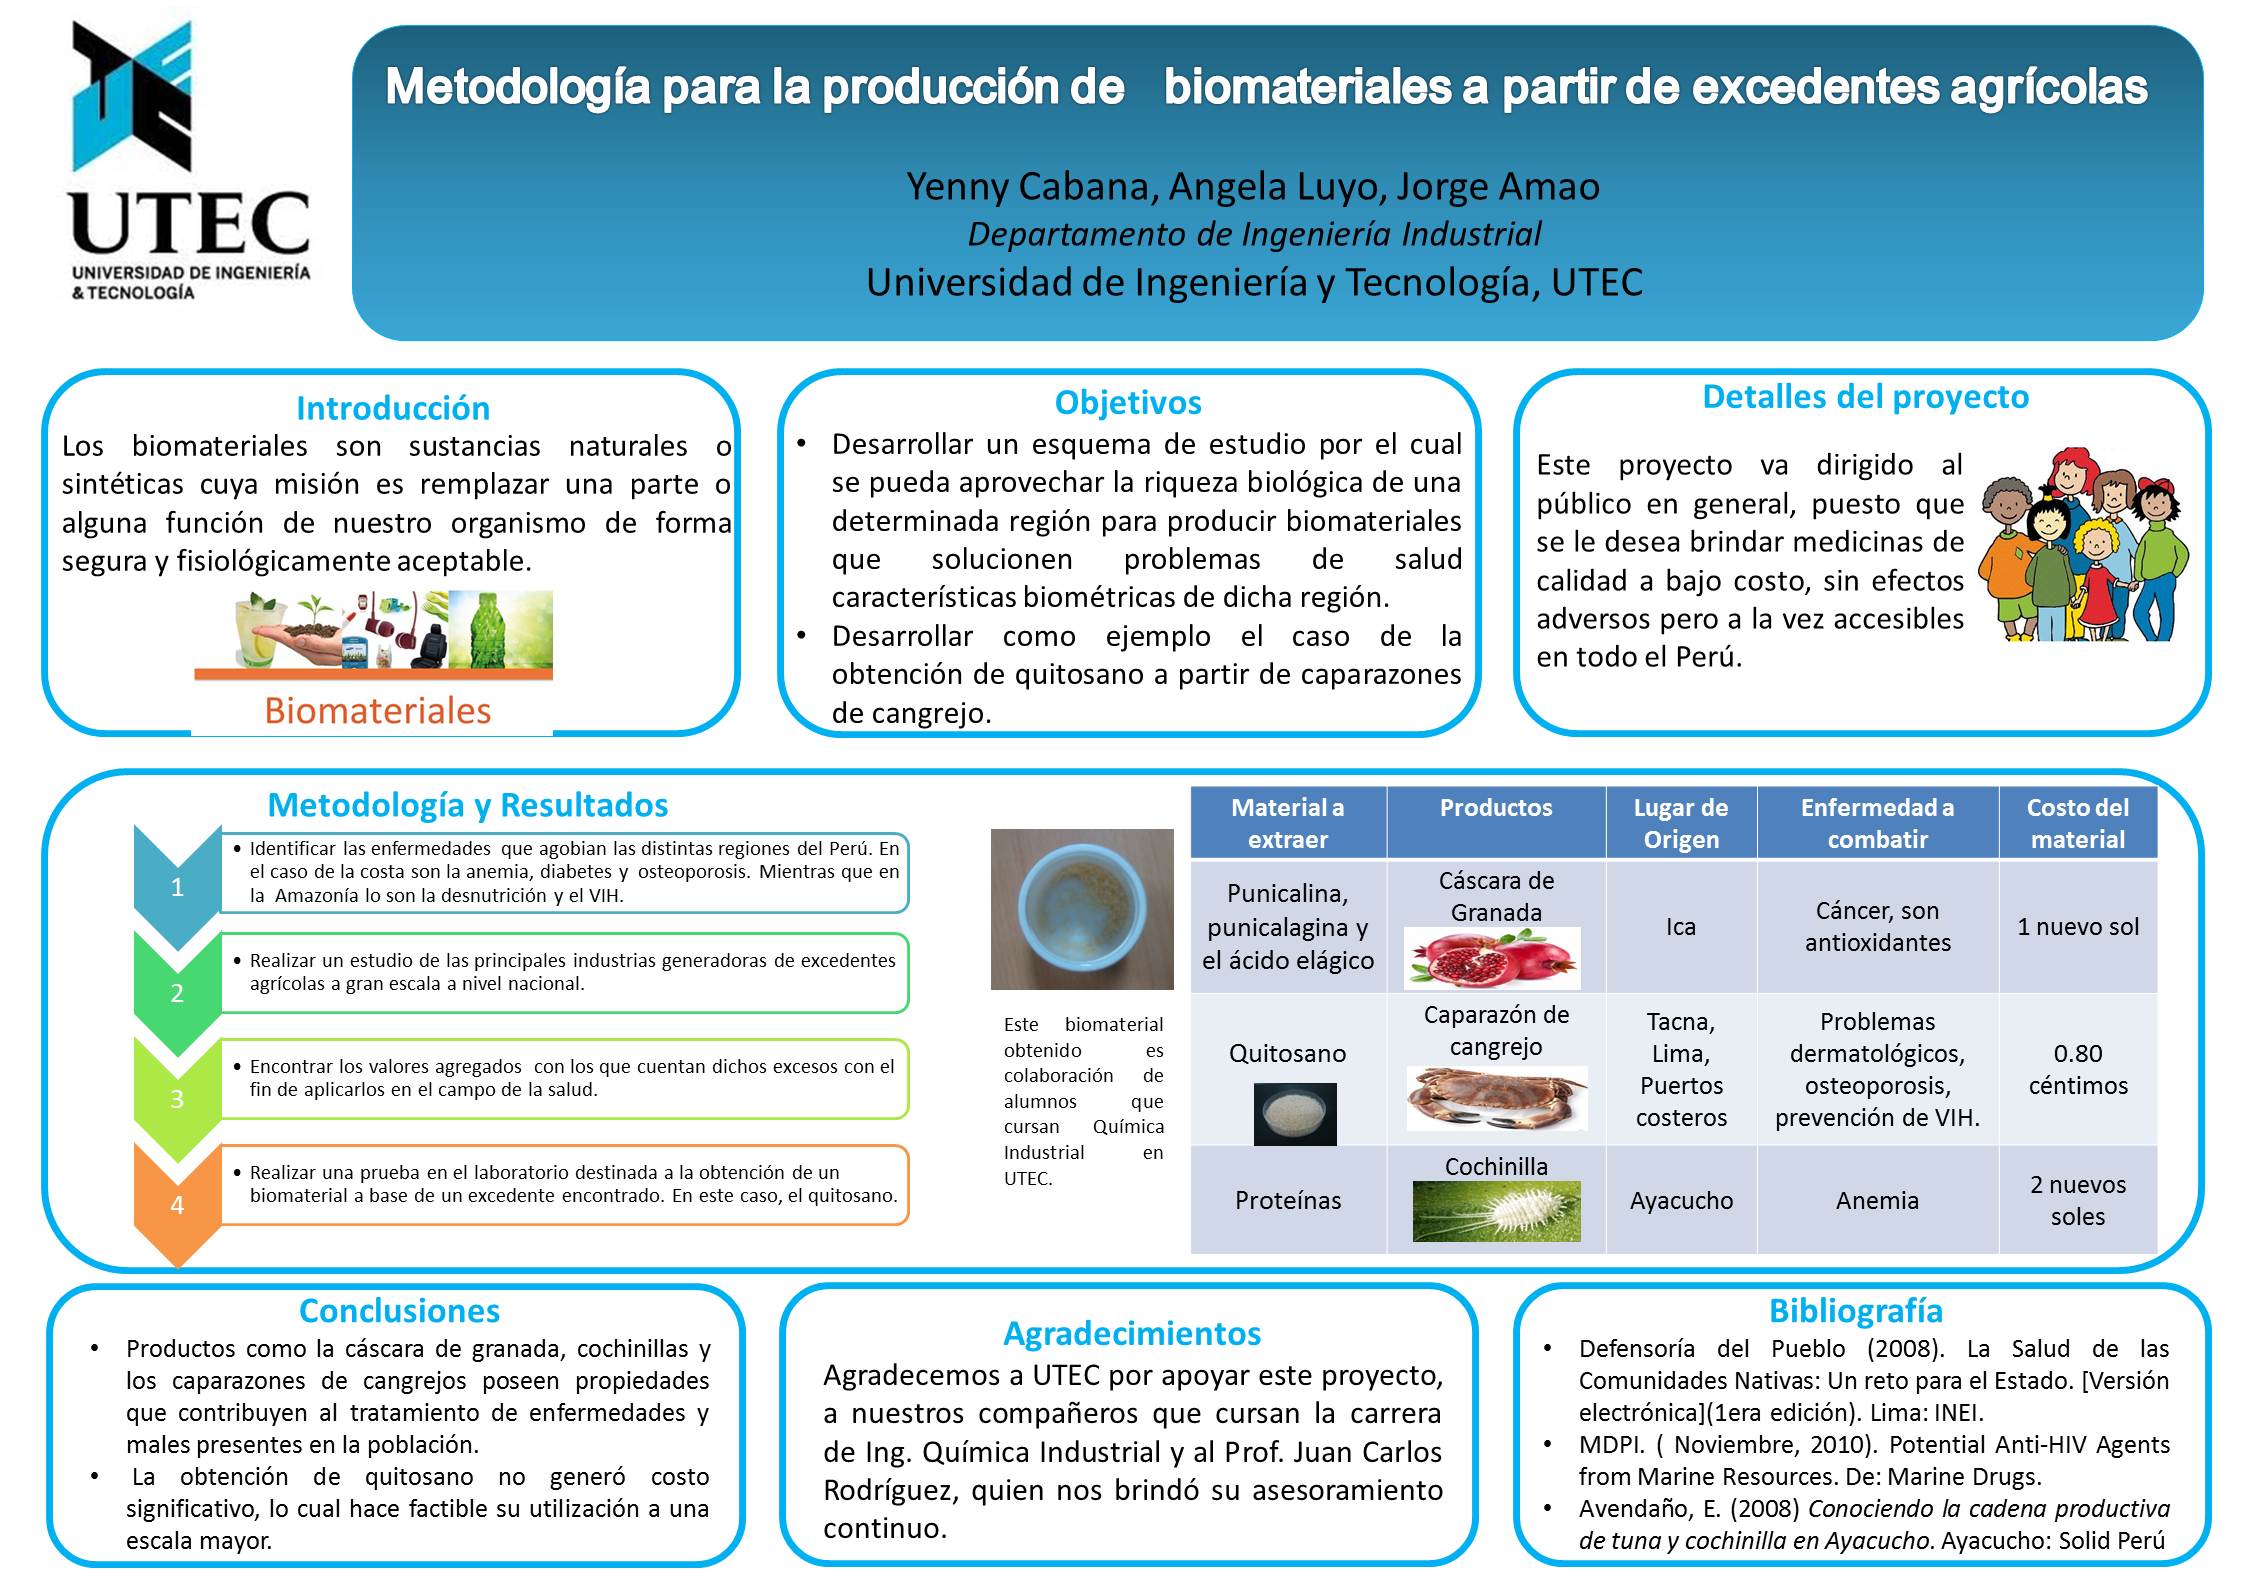 UTEC
UNIVERSIDAD DE INGENIERÍA
& TECNOLOGÍA
Metodología para la producción de biomateriales a partir de excedentes agrícolas
Yenny Cabana, Angela Luyo, Jorge Amao
Departamento de Ingeniería Industrial
Universidad de Ingeniería y Tecnología, UTEC
Introducción
Los biomateriales son sustancias naturales o
sintéticas cuya misión es remplazar una parte o
alguna función de nuestro organismo de forma
segura y fisiológicamente aceptable.
Biomateriales
Objetivos
• Desarrollar un esquema de estudio por el cual
se pueda aprovechar la riqueza biológica de una
determinada región para producir biomateriales
que solucionen problemas de salud
características biométricas de dicha región.
• Desarrollar como ejemplo el caso de la
obtención de quitosano a partir de caparazones
de cangrejo.
Detalles del proyecto
Este proyecto va dirigido al
público en general, puesto que
se le desea brindar medicinas de
calidad a bajo costo, sin efectos
adversos pero a la vez accesibles
en todo el Perú.
Metodología y Resultados
1
• Identificar las enfermedades que agobian las distintas regiones del Perú. En
el caso de la costa son la anemia, diabetes y osteoporosis. Mientras que en
la Amazonía lo son la desnutrición y el VIH.
2
• Realizar un estudio de las principales industrias generadoras de excedentes
agrícolas a gran escala a nivel nacional.
3
• Encontrar los valores agregados con los que cuentan dichos excesos con el
fin de aplicarlos en el campo de la salud.
4
• Realizar una prueba en el laboratorio destinada a la obtención de un
biomaterial a base de un excedente encontrado. En este caso, el quitosano.
Este biomaterial
obtenido es
colaboración de
alumnos que
cursan Química
Industrial en
UTEC.
Material a
extraer
Productos
Lugar de
Origen
Enfermedad a
combatir
Costo del
material
Punicalina,
punicalagina y
el ácido elágico
Cáscara de
Granada
Ica
Cáncer, son
antioxidantes
1 nuevo sol
Quitosano
Caparazón de
cangrejo
Tacna,
Lima,
Puertos
costeros
Problemas
dermatológicos,
osteoporosis,
prevención de VIH.
0.80
céntimos
Proteínas
Cochinilla
Ayacucho
Anemia
2 nuevos
soles
Conclusiones
• Productos como la cáscara de granada, cochinillas y
los caparazones de cangrejos poseen propiedades
que contribuyen al tratamiento de enfermedades y
males presentes en la población.
• La obtención de quitosano no generó costo
significativo, lo cual hace factible su utilización a una
escala mayor.
Agradecimientos
Agradecemos a UTEC por apoyar este proyecto,
a nuestros compañeros que cursan la carrera
de Ing. Química Industrial y al Prof. Juan Carlos
Rodríguez, quien nos brindó su asesoramiento
continuo.
Bibliografía
• Defensoría del Pueblo (2008). La Salud de las
Comunidades Nativas: Un reto para el Estado. [Versión
electrónica](1era edición). Lima: INEI.
• MDPI. ( Noviembre, 2010). Potential Anti-HIV Agents
from Marine Resources. De: Marine Drugs.
• Avendaño, E. (2008) Conociendo la cadena productiva
de tuna y cochinilla en Ayacucho. Ayacucho: Solid Perú